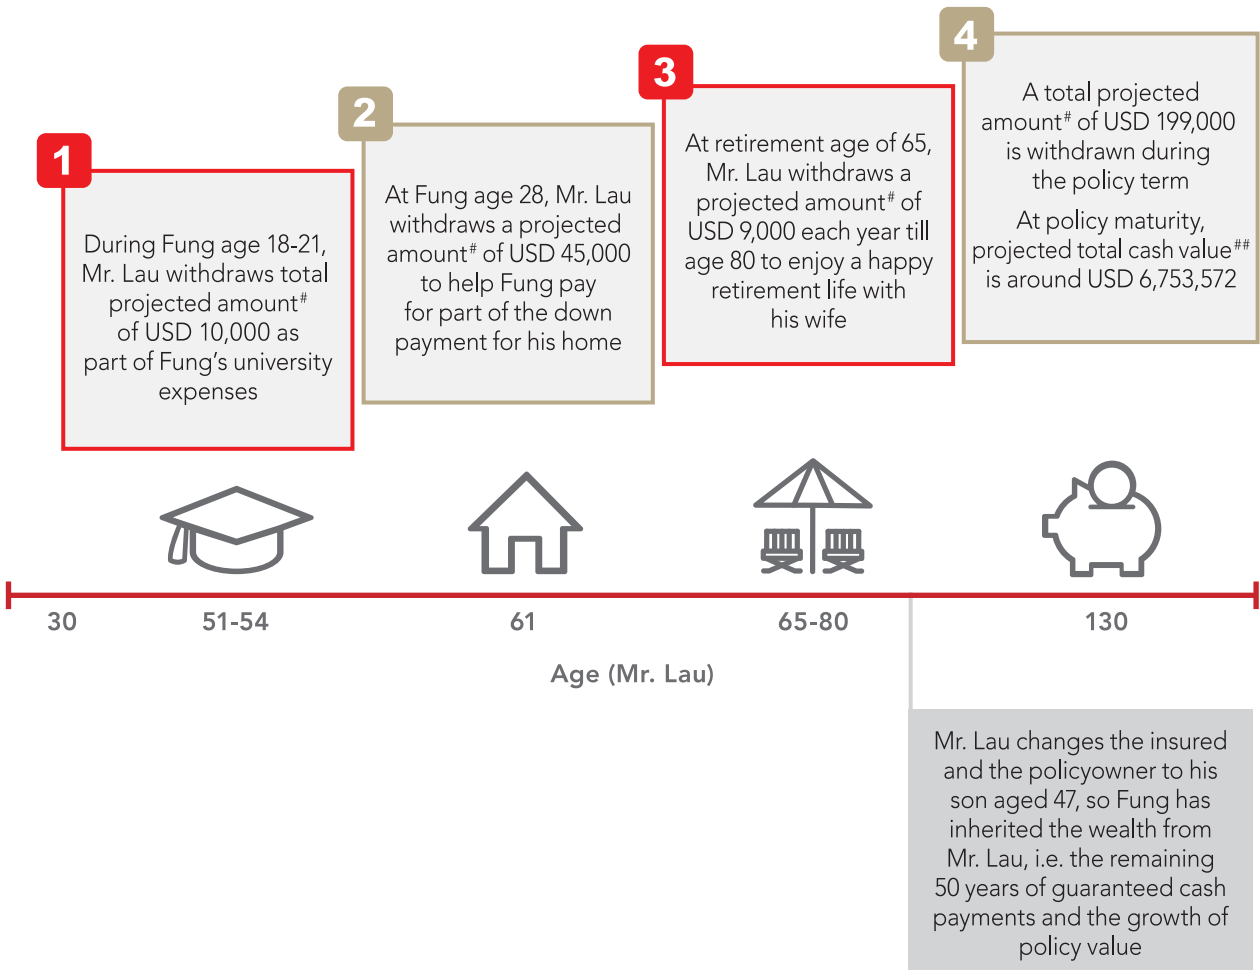 1
During Fung age 18-21,
Mr. Lau withdraws total
projected amount#
of USD 10,000 as
part of Fung's university
expenses
2
At Fung age 28, Mr. Lau
withdraws a projected
amount# of USD 45,000
to help Fung pay
for part of the down
payment for his home
3
At retirement age of 65,
Mr. Lau withdraws a
projected amount# of
USD 9,000 each year till
age 80 to enjoy a happy
retirement life with
his wife
4
A total projected
amount# of USD 199,000
is withdrawn during
the policy term
At policy maturity,
projected total cash value##
is around USD 6,753,572
30
51-54
61
65-80
130
Age (Mr. Lau)
Mr. Lau changes the insured
and the policyowner to his
son aged 47, so Fung has
inherited the wealth from
Mr. Lau, i.e. the remaining
50 years of guaranteed cash
payments and the growth of
policy value